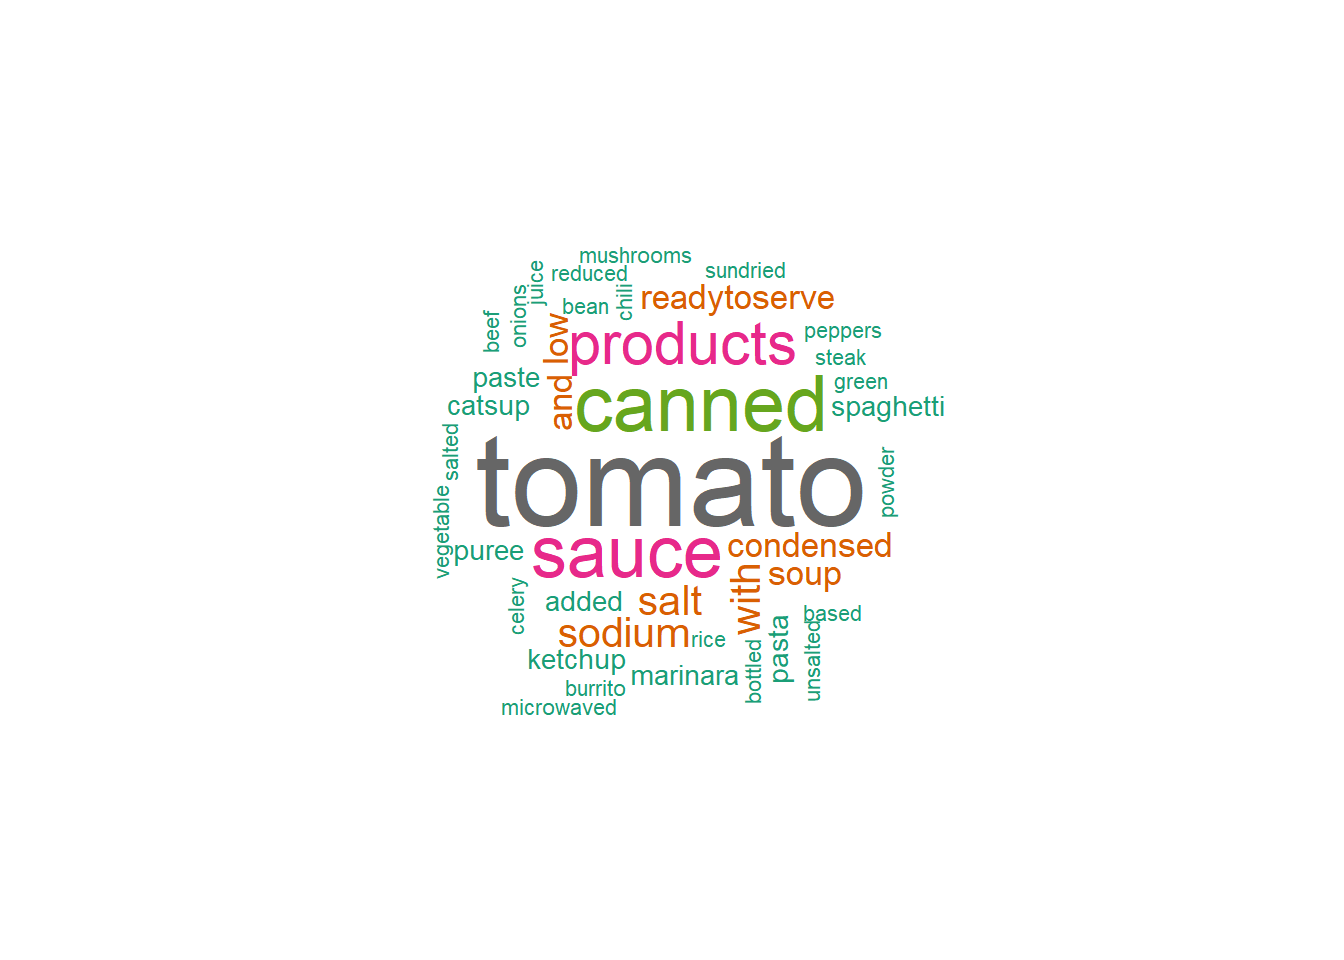 mushrooms
reduced
sundried
juice
onions
bean
chili
readytoserve
beef
and
low
products
peppers
steak
paste
green
catsup
canned
spaghetti
salted
tomato
powder
vegetable
puree
sauce
condensed
soup
with
celery
added
salt
based
sodium
rice
pasta
unsalted
ketchup
marinara
bottled
burrito
microwaved